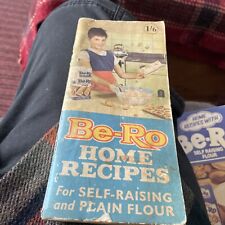 1/6
Be-Ro
HOME
RECIPES
For SELF-RAISING
and PLAIN FLOUR
HOME
RECIPES WITH
Be-R
SELF RAISING
FLOUR